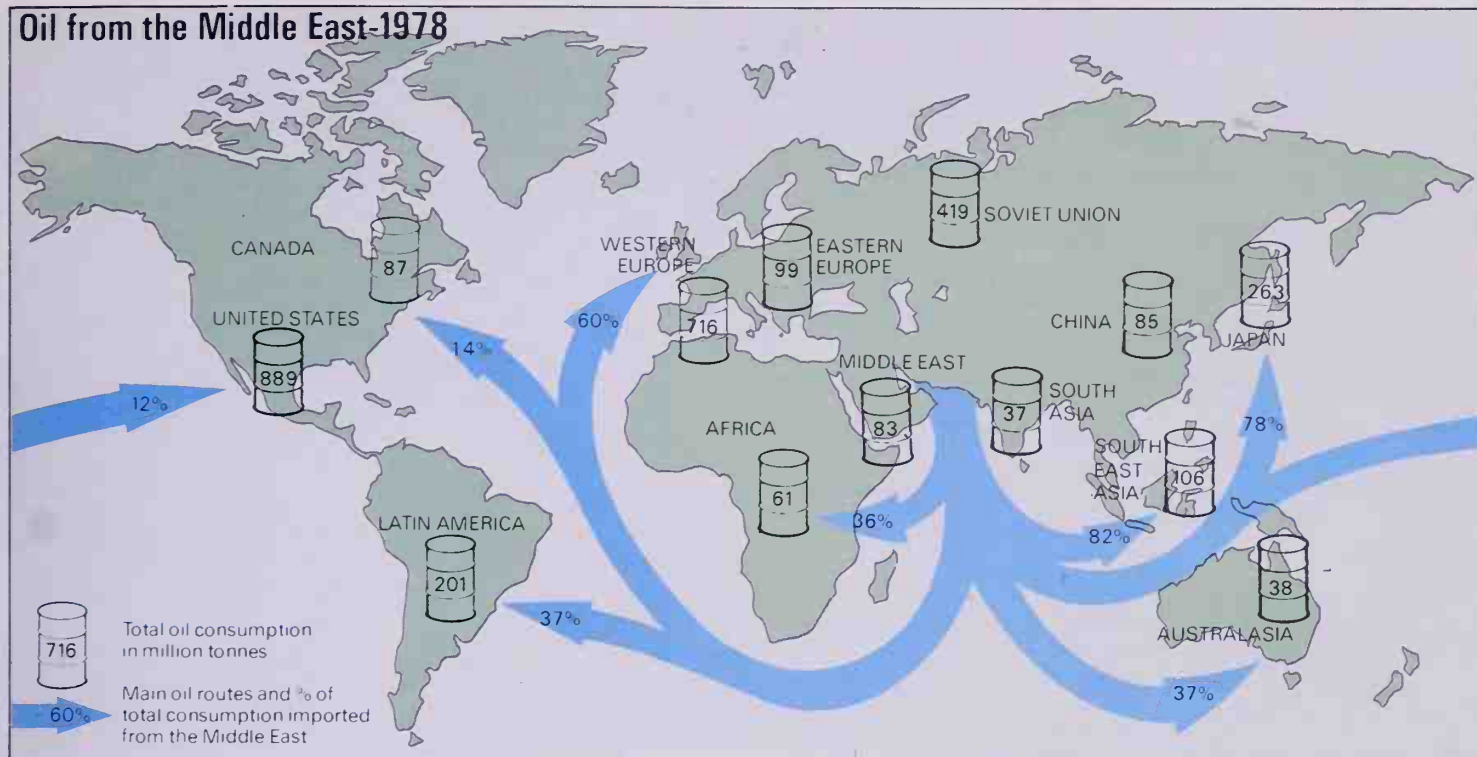 Oil from the Middle East-1978
CANADA
87
UNITED STATES
889
12%
14%
60%
WESTERN
EUROPE
716
99
EASTERN
EUROPE
419
SOVIET UNION
CHINA
85
263
JAPAN
MIDDLE EAST
83
37
SOUTH
ASIA
AFRICA
61
36%
SOUTH
EAST
ASIA
106
78%
82%
LATIN AMERICA
201
37%
38
AUSTRALASIA
37%
716
Total oil consumption
in million tonnes
60%
Main oil routes and % of
total consumption imported
from the Middle East